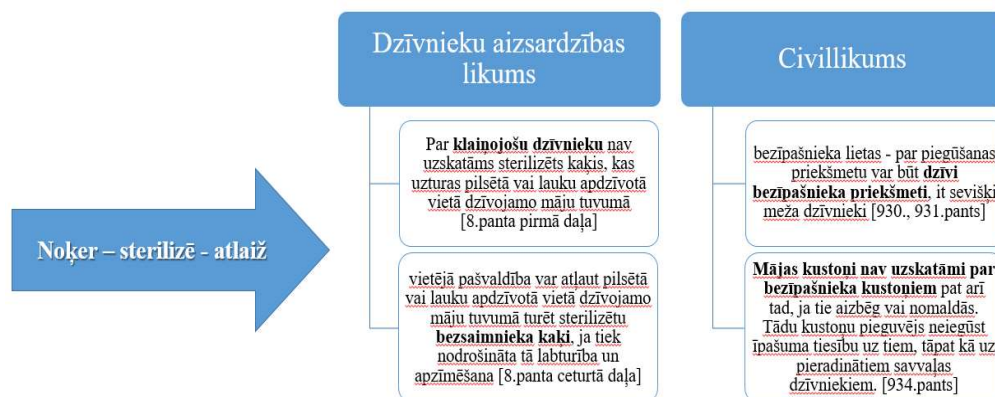 Noķer – sterilizē - atlaiž
Dzīvnieku aizsardzības
likums
Par klaiņojošu dzīvnieku nav
uzskatāms sterilizēts kaķis, kas
uzturas pilsētā vai lauku apdzīvotā
vietā dzīvojamo māju tuvumā
[8.panta pirmā daļa]
vietējā pašvaldība var atļaut pilsētā
vai lauku apdzīvotā vietā dzīvojamo
māju tuvumā turēt sterilizētu
bezsaimnieka kaķi, ja tiek
nodrošināta tā labturība un
apzīmēšana [8.panta ceturtā daļa]
Civillikums
bezīpašnieka lietas - par piegūšanas
priekšmetu var būt dzīvi
bezīpašnieka priekšmeti, it sevišķi
meža dzīvnieki [930., 931.pants]
Mājas kustoņi nav uzskatāmi par
bezīpašnieka kustoņiem pat arī
tad, ja tie aizbēg vai nomaldās.
Tādu kustoņu pieguvējs neiegūst
īpašuma tiesību uz tiem, tāpat kā uz
pieradinātiem savvaļas
dzīvniekiem. [934.pants]